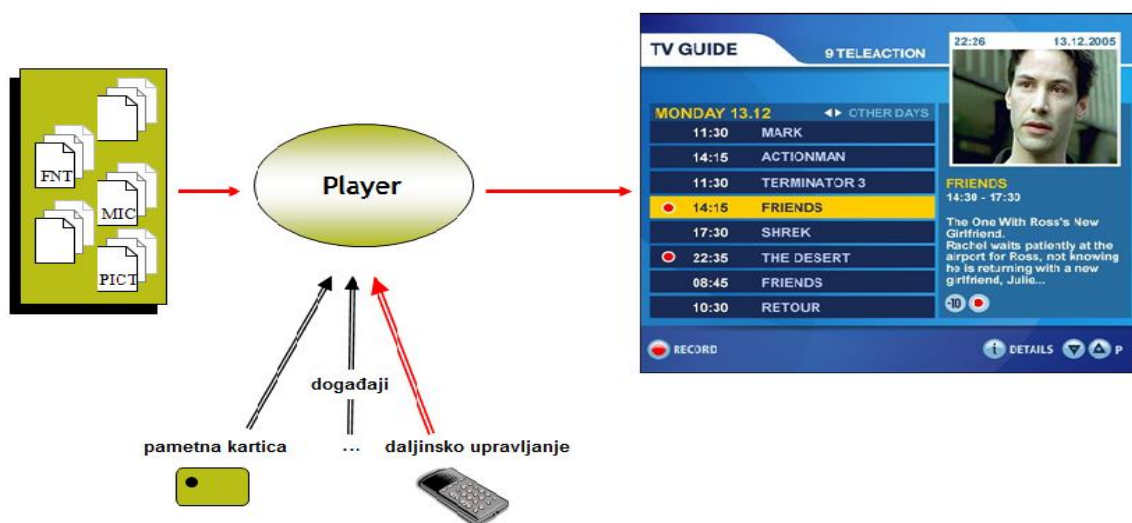 FNT
MIC
PICT
Player
događaji
pametna kartica
...
daljinsko upravljanje
TV GUIDE
9 TELEACTION
22:26 13.12.2005
MONDAY 13.12 ◀▶ OTHER DAYS
11:30 MARK
14:15 ACTIONMAN
11:30 TERMINATOR 3
14:15 FRIENDS
17:30 SHREK
22:35 THE DESERT
08:45 FRIENDS
10:30 RETOUR
FRIENDS
14:30 - 17:30
The One With Ross's New
Girlfriend.
Rachel waits patiently at the
airport for Ross, not knowing
he is returning with a new
girlfriend, Julie...
-10
RECORD
i DETAILS P